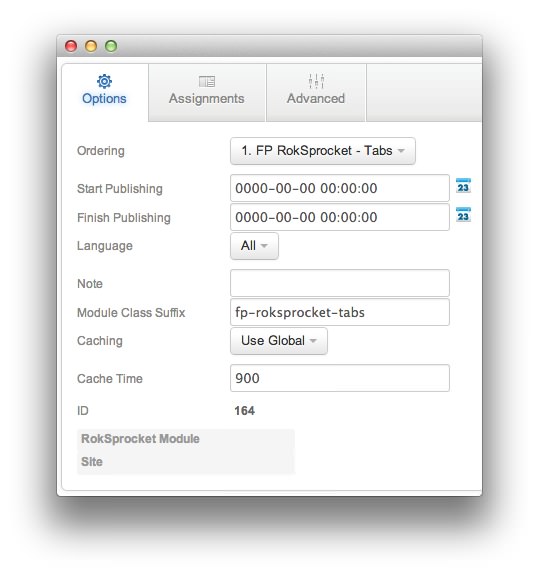 Options
Assignments
Advanced
Ordering 1. FP RokSprocket - Tabs
Start Publishing 0000-00-00 00:00:00 23
Finish Publishing 0000-00-00 00:00:00 23
Language All
Note
Module Class Suffix fp-roksprocket-tabs
Caching Use Global
Cache Time 900
ID 164
RokSprocket Module
Site